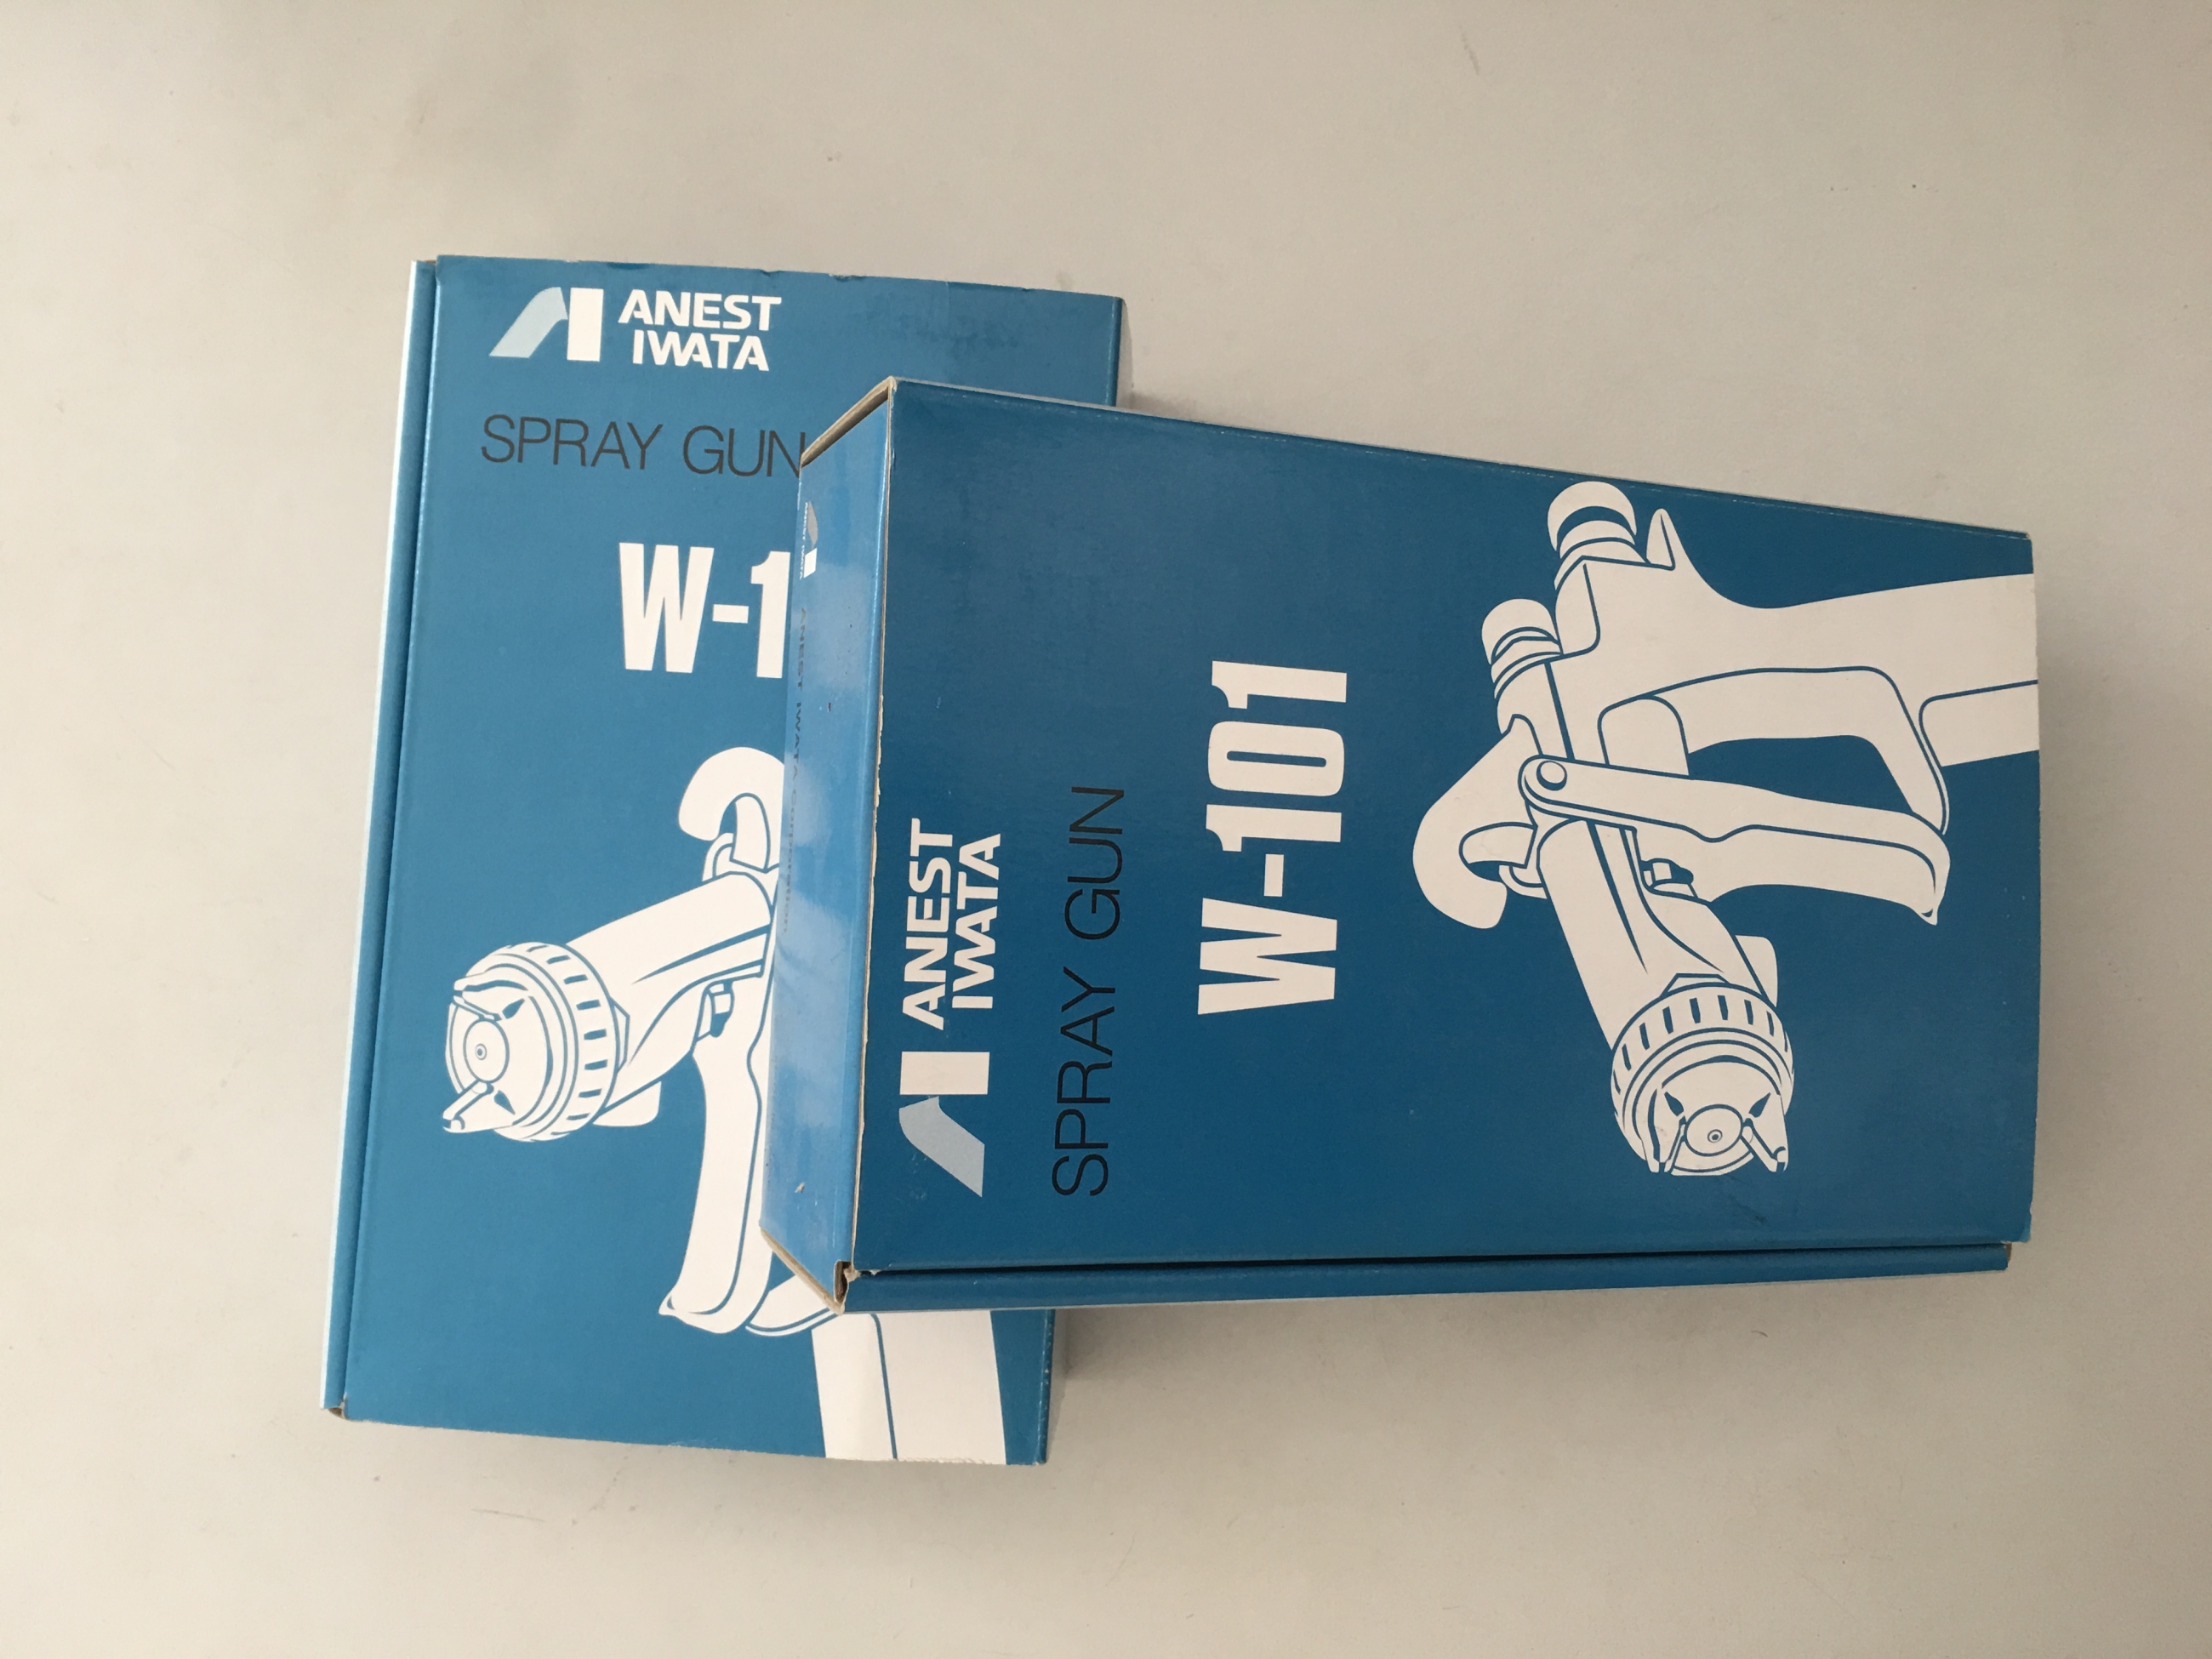 ANEST
IWATA
SPRAY GUN
W-1
ANEST
IWATA
SPRAY GUN
W-101